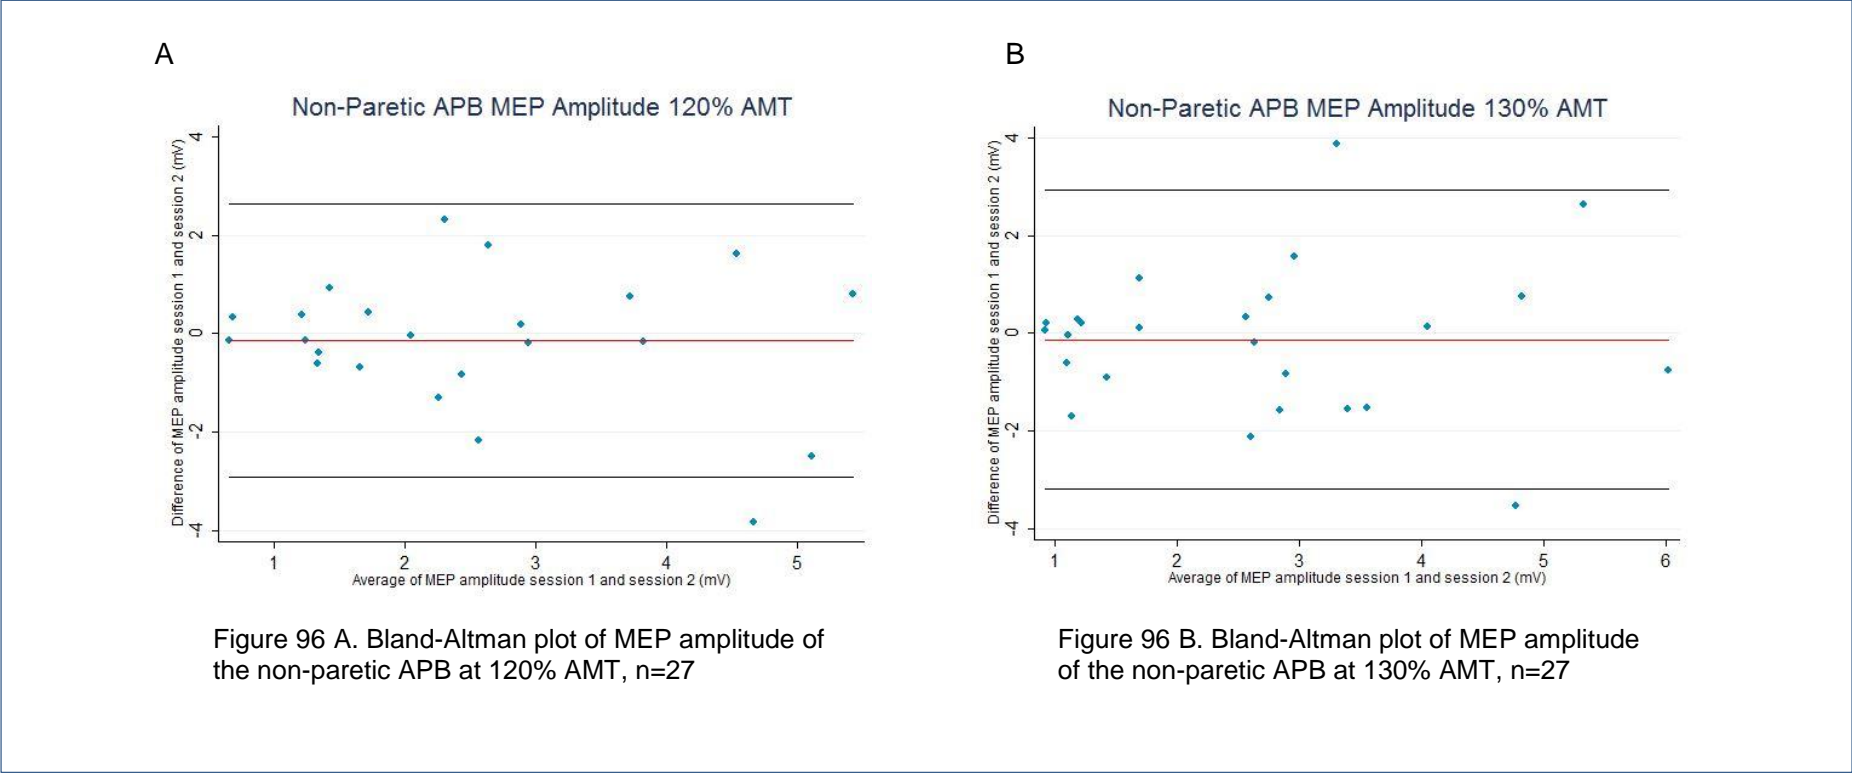 A
Non-Paretic APB MEP Amplitude 120% AMT
Difference of MEP amplitude session 1 and session 2 (mV)
4
2
0
-2
-4
1 2 3 4 5
Average of MEP amplitude session 1 and session 2 (mV)
Figure 96 A. Bland-Altman plot of MEP amplitude of
the non-paretic APB at 120% AMT, n=27
B
Non-Paretic APB MEP Amplitude 130% AMT
Difference of MEP amplitude session 1 and session 2 (mV)
4
2
0
-2
-4
1 2 3 4 5 6
Average of MEP amplitude session 1 and session 2 (mV)
Figure 96 B. Bland-Altman plot of MEP amplitude
of the non-paretic APB at 130% AMT, n=27